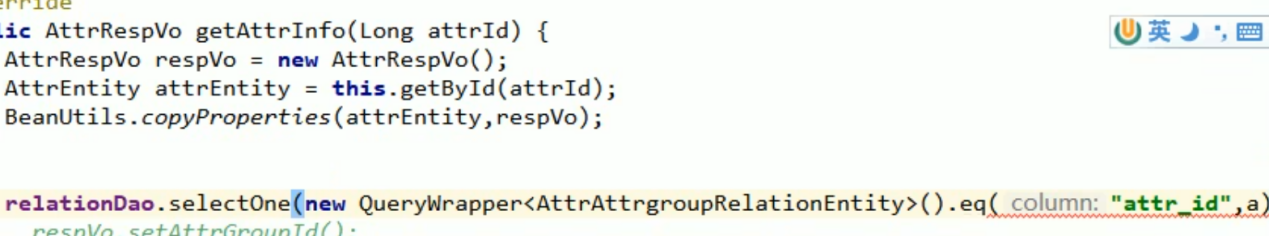 erride
lic AttrRespVo getAttrInfo(Long attrId) {
英
AttrRespVo respVo = new AttrRespVo();
AttrEntity attrEntity = this.getById(attrId);
BeanUtils.copyProperties(attrEntity,respVo);
relationDao.selectOne(new QueryWrapper<AttrAttrgroupRelationEntity>().eq( column: "attr_id",a)
respVo.setAttrGroupId();